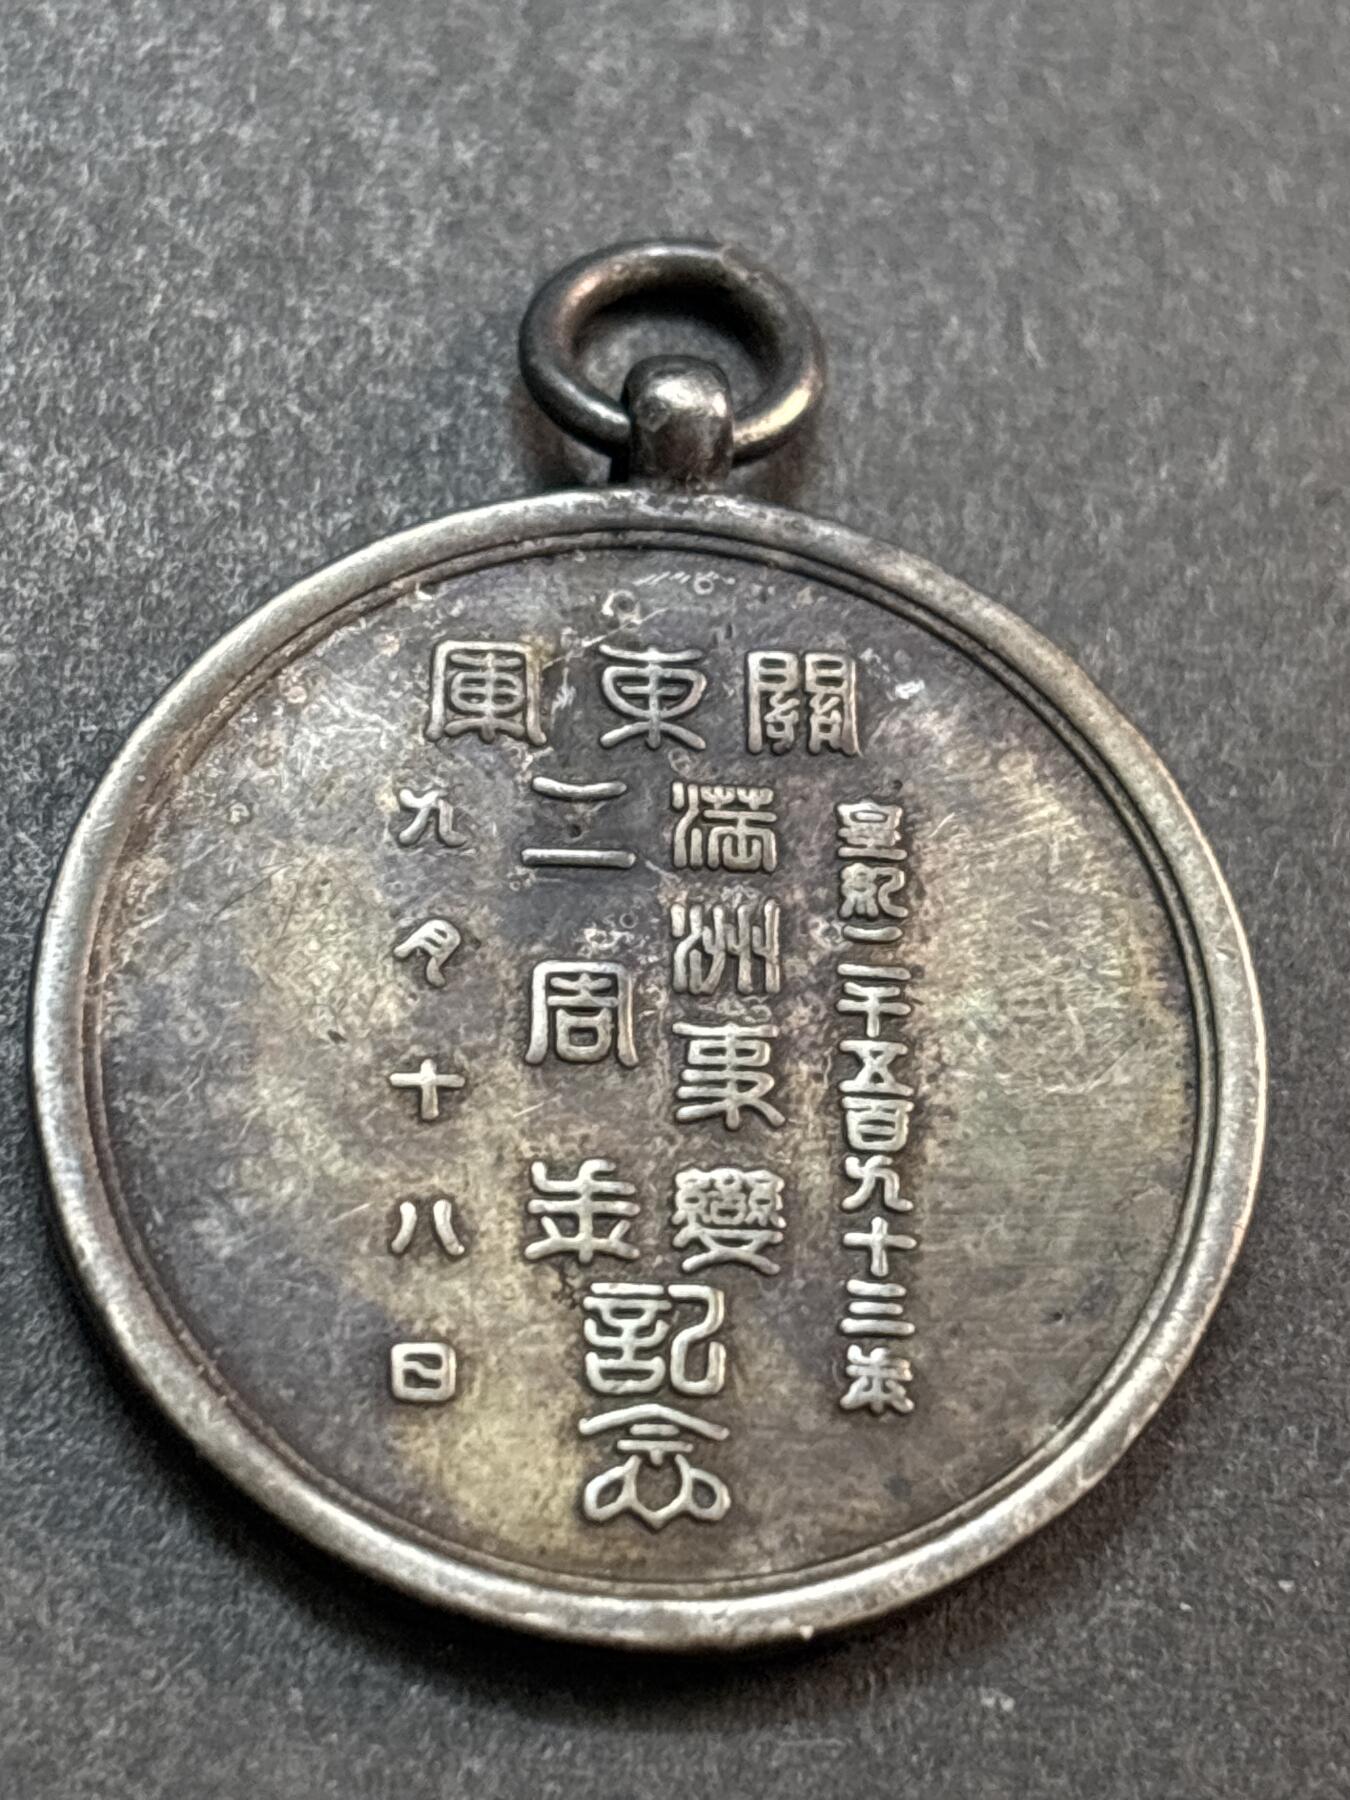 關東軍
皇紀二千五百九十三年
満洲事變
二周年
記念
九月十八日